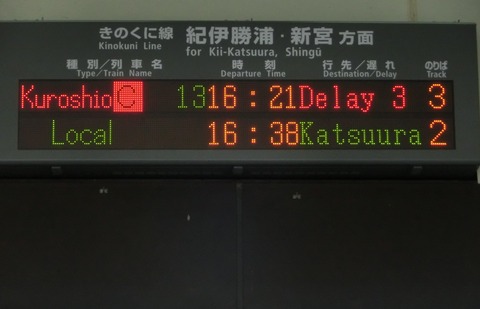 きのくに線 紀伊勝浦・新宮 方面
Kinokuni Line for Kii-Katsuura, Shingū
種別/列車名 時刻 行先/遅れ のりば
Type/Train Name Departure Time Destination/Delay Track
Kuroshio C 13 16:21 Delay 3 3
Local 16:38 Katsuura 2